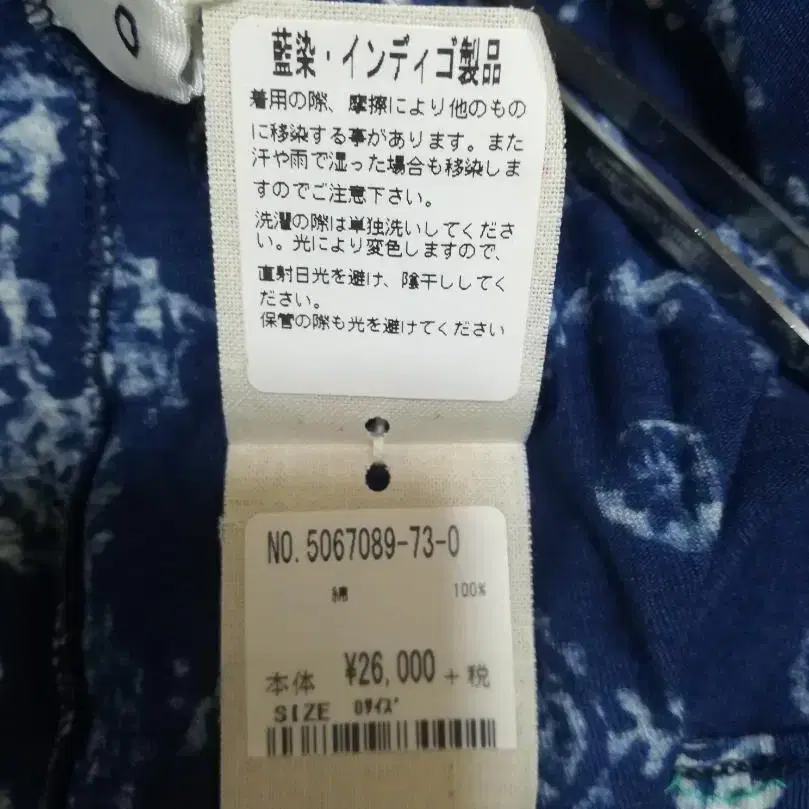 0
藍染・インディゴ製品
着用の際、摩擦により他のもの
に移染する事があります。また
汗や雨で湿った場合も移染しま
すのでご注意下さい。
洗濯の際は単独洗いしてくださ
い。光により変色しますので、
直射日光を避け、陰干ししてく
ださい。
保管の際も光を避けてください
NO. 5067089-73-0
綿 100%
本体 ¥26,000 +税
SIZE 0サイズ